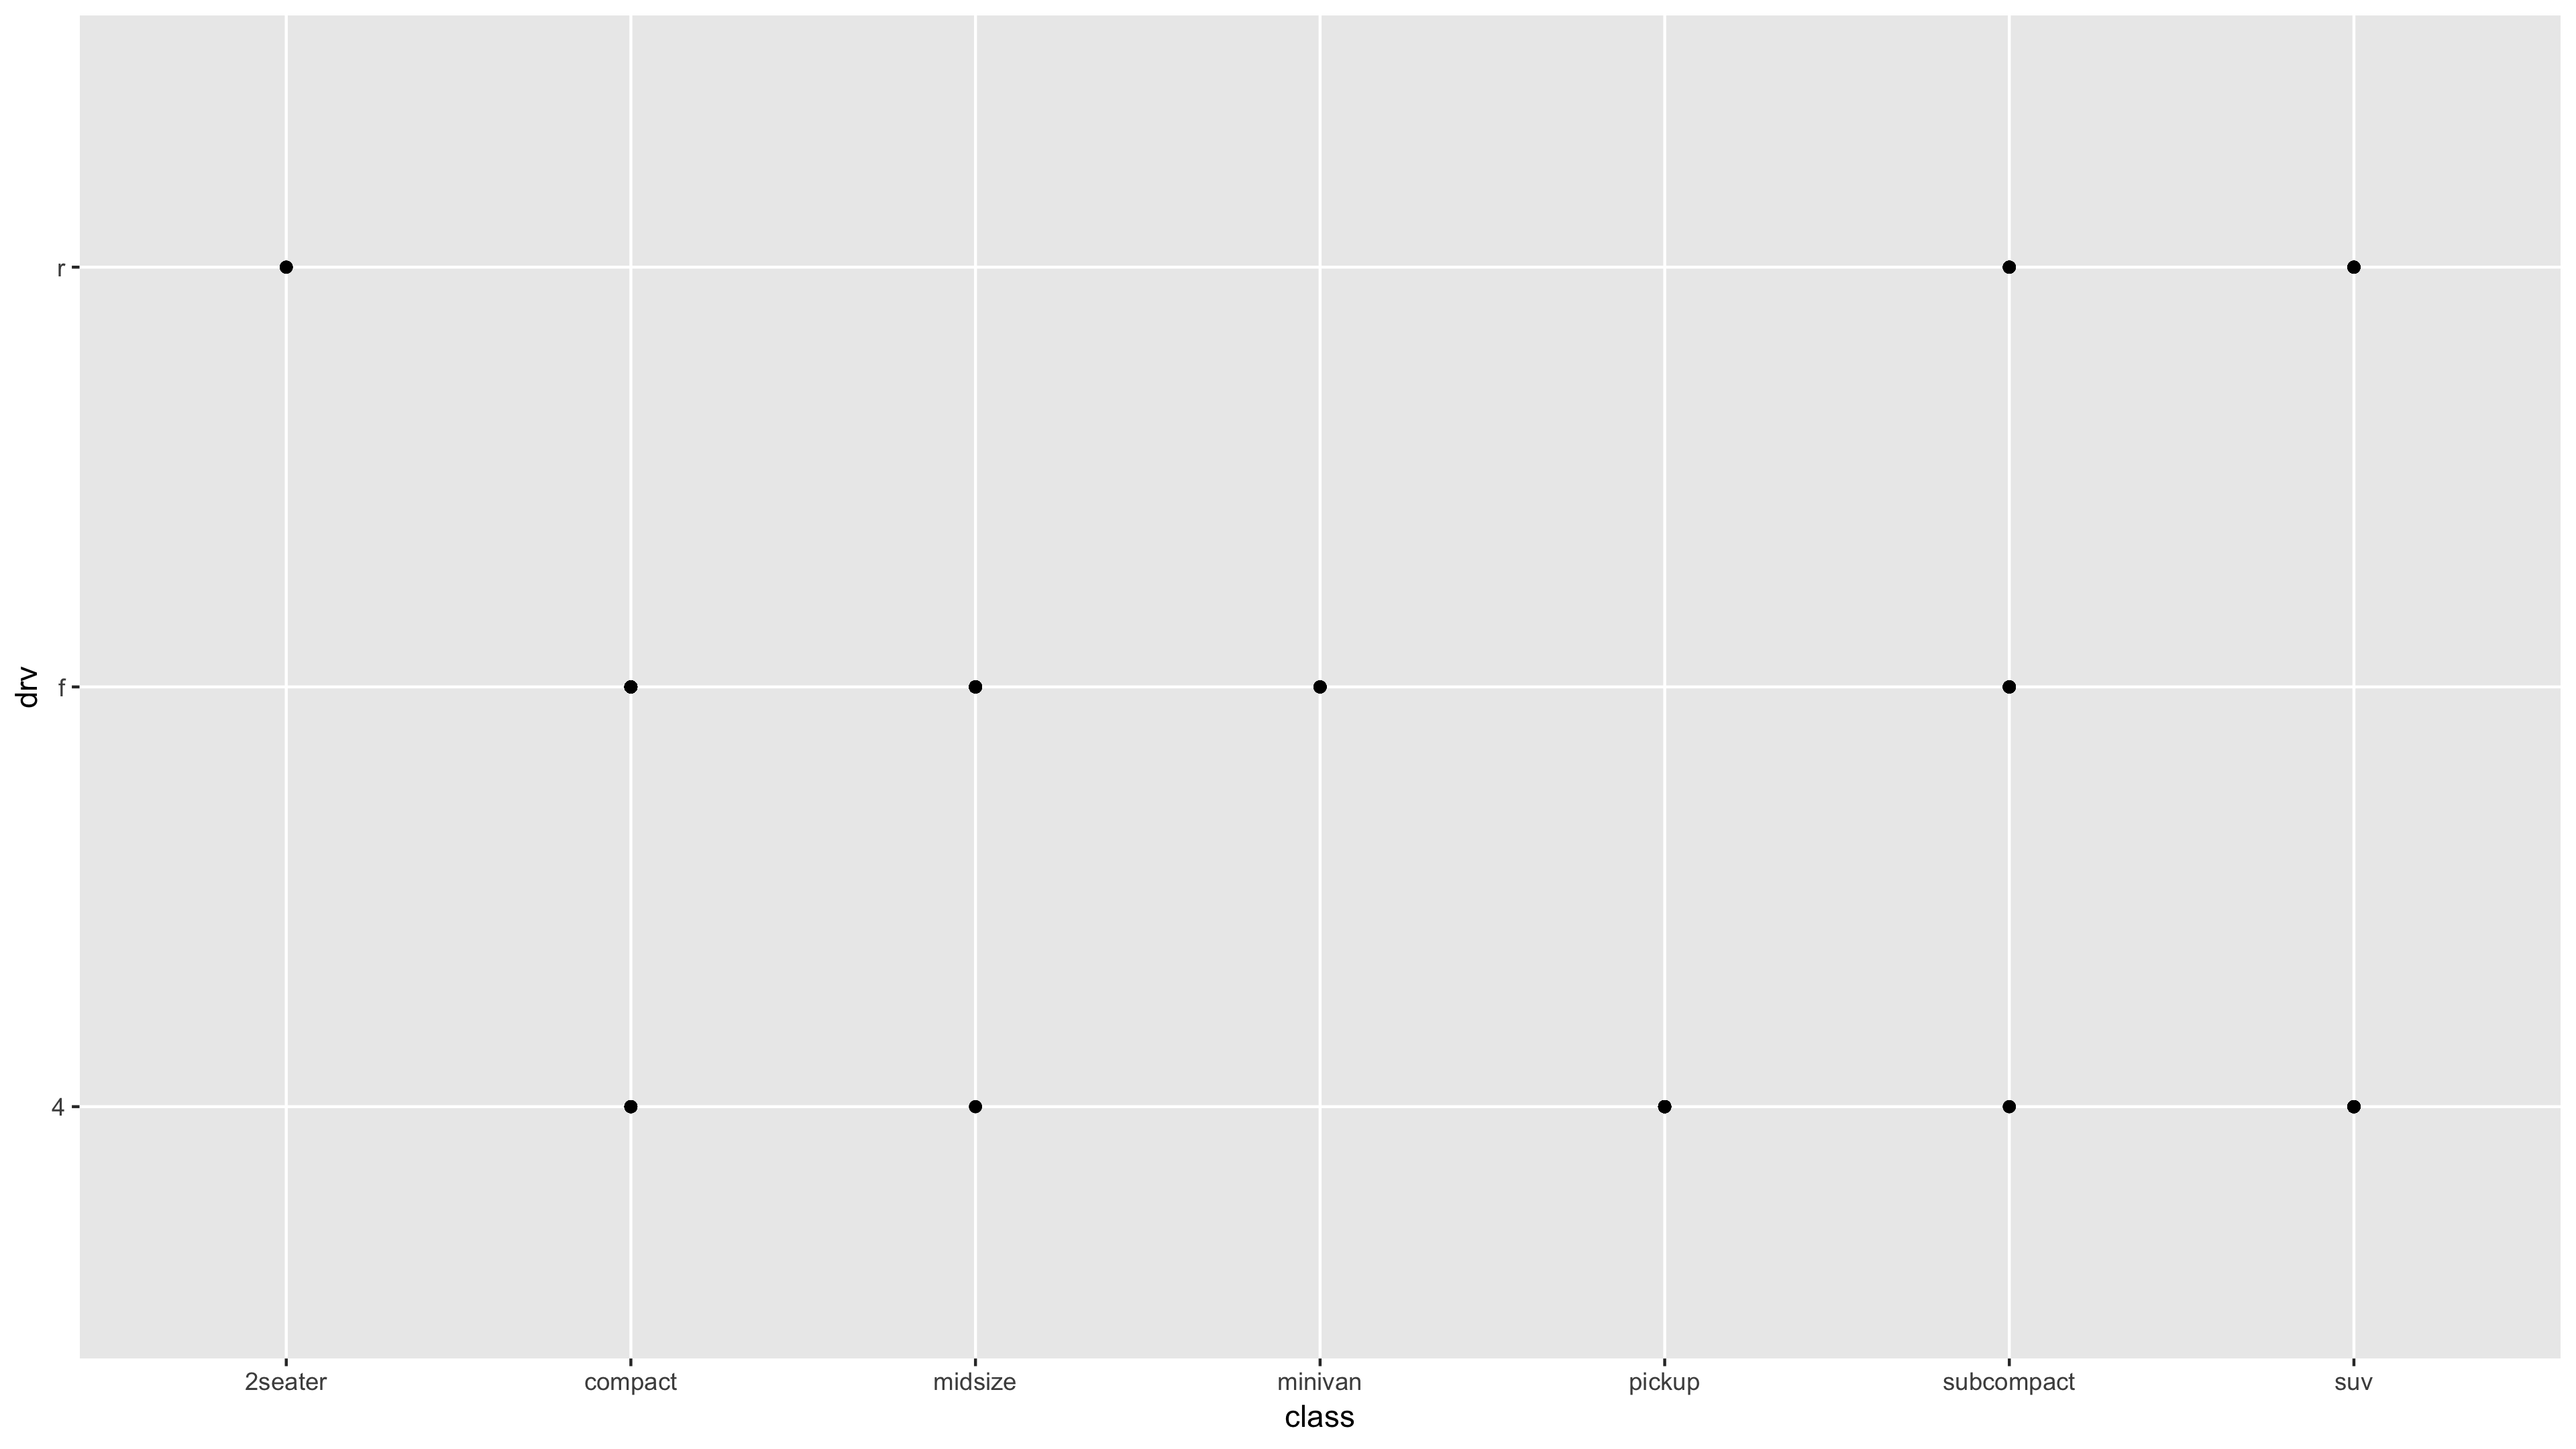 drv
r
f
4
2seater compact midsize minivan pickup subcompact suv
class